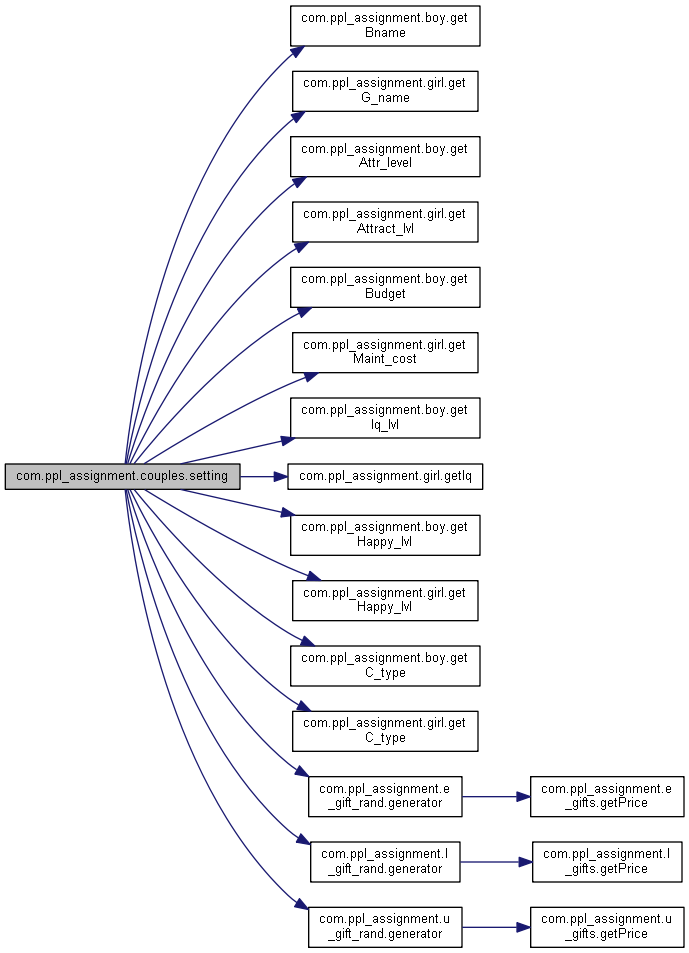 com.ppl_assignment.boy.get
Bname
com.ppl_assignment.girl.get
G_name
com.ppl_assignment.boy.get
Attr_level
com.ppl_assignment.girl.get
Attract_lvl
com.ppl_assignment.boy.get
Budget
com.ppl_assignment.girl.get
Maint_cost
com.ppl_assignment.boy.get
Iq_lvl
com.ppl_assignment.couples.setting
com.ppl_assignment.girl.getIq
com.ppl_assignment.boy.get
Happy_lvl
com.ppl_assignment.girl.get
Happy_lvl
com.ppl_assignment.boy.get
C_type
com.ppl_assignment.girl.get
C_type
com.ppl_assignment.e
_gift_rand.generator
com.ppl_assignment.e
_gifts.getPrice
com.ppl_assignment.l
_gift_rand.generator
com.ppl_assignment.l
_gifts.getPrice
com.ppl_assignment.u
_gift_rand.generator
com.ppl_assignment.u
_gifts.getPrice